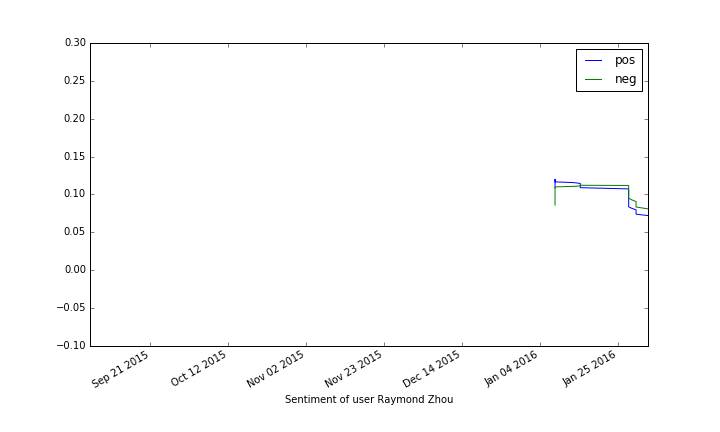 0.30
0.25
0.20
0.15
0.10
0.05
0.00
−0.05
−0.10
pos
neg
Sep 21 2015
Oct 12 2015
Nov 02 2015
Nov 23 2015
Dec 14 2015
Jan 04 2016
Jan 25 2016
Sentiment of user Raymond Zhou